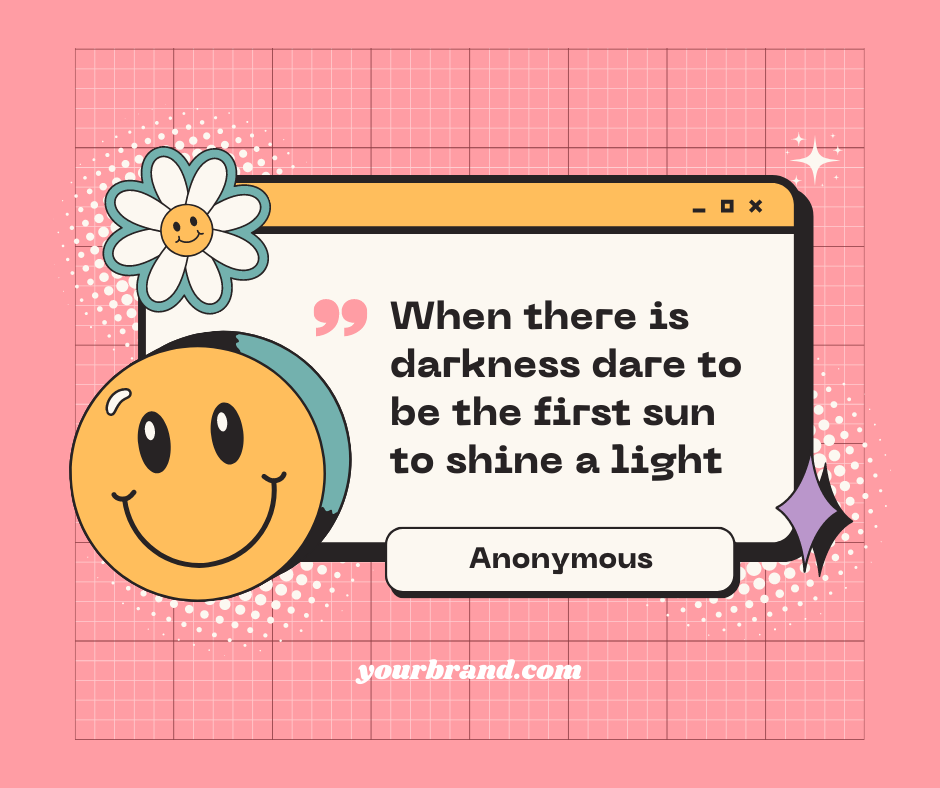 When there is
darkness dare to
be the first sun
to shine a light
Anonymous
yourbrand.com